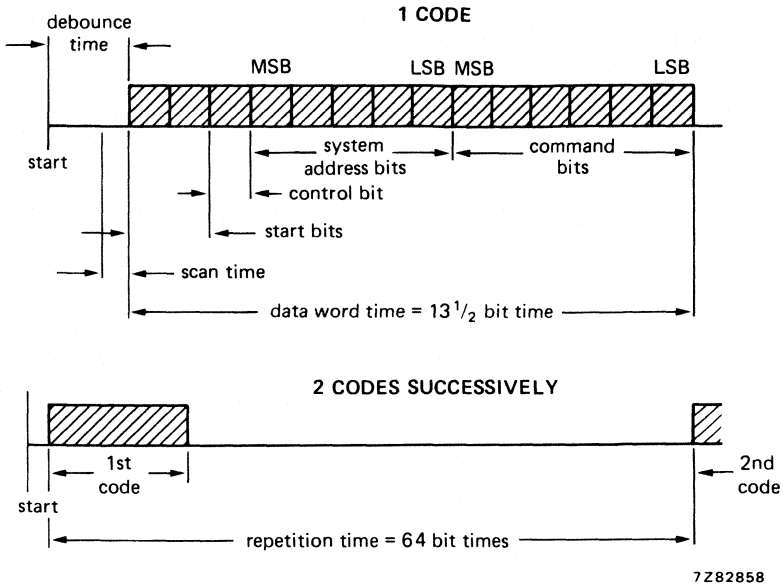 1 CODE
debounce
time
MSB
LSB
MSB
LSB
start
system
address bits
command
bits
control bit
start bits
scan time
data word time = 13 1/2 bit time
2 CODES SUCCESSIVELY
1st
code
2nd
code
start
repetition time = 64 bit times
7Z82858